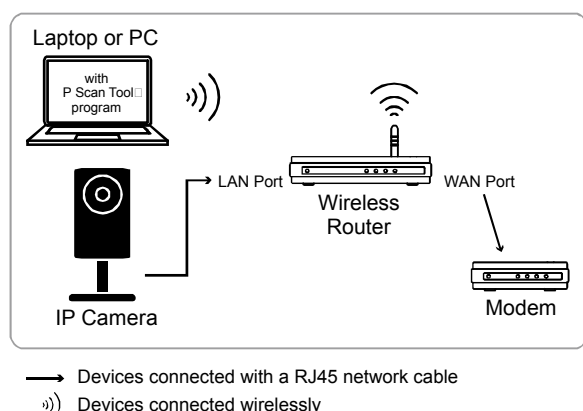 Laptop or PC
with
P Scan Tool□
program
LAN Port
WAN Port
Wireless
Router
IP Camera
Modem
Devices connected with a RJ45 network cable
Devices connected wirelessly